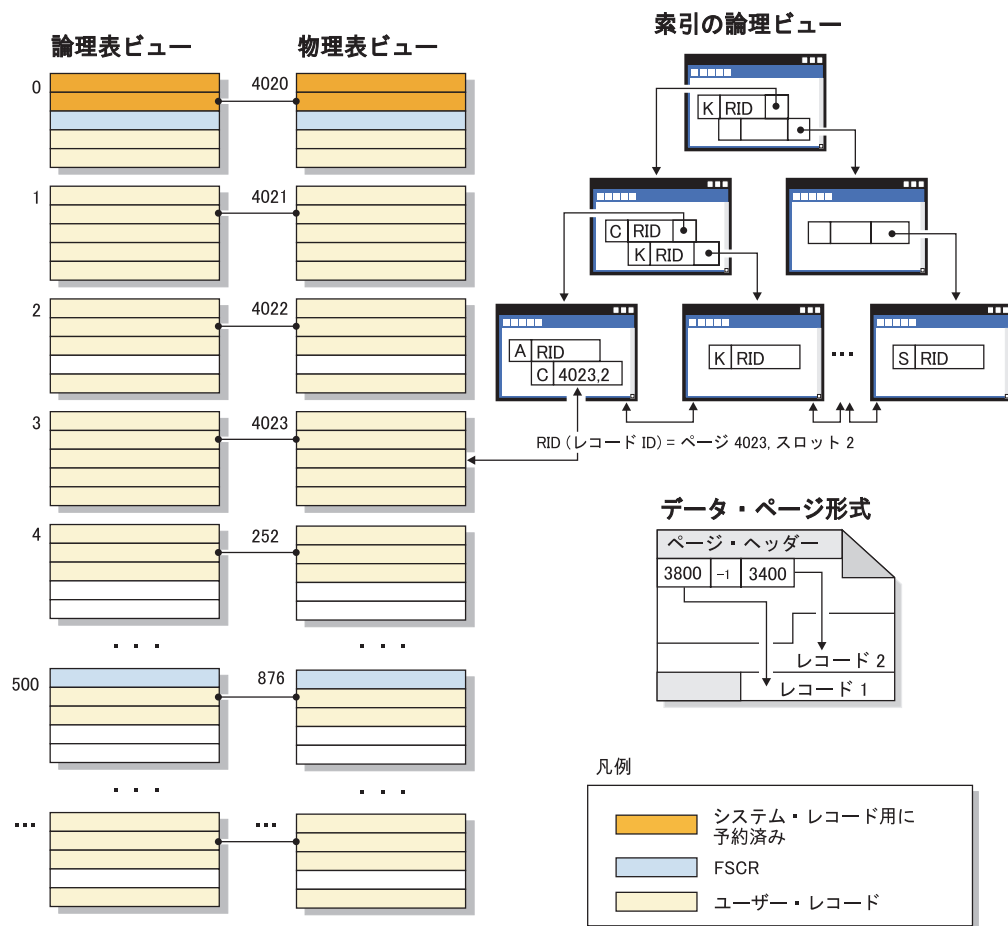 論理表ビュー
物理表ビュー
0
4020
1
4021
2
4022
3
4023
4
252
. . .
. . .
500
876
. . .
. . .
...
...
索引の論理ビュー
K RID
C RID
K RID
A RID
C 4023,2
K RID
...
S RID
RID (レコード ID) = ページ 4023, スロット 2
データ・ページ形式
ページ・ヘッダー
3800 -1 3400
レコード 2
レコード 1
凡例
システム・レコード用に
予約済み
FSCR
ユーザー・レコード